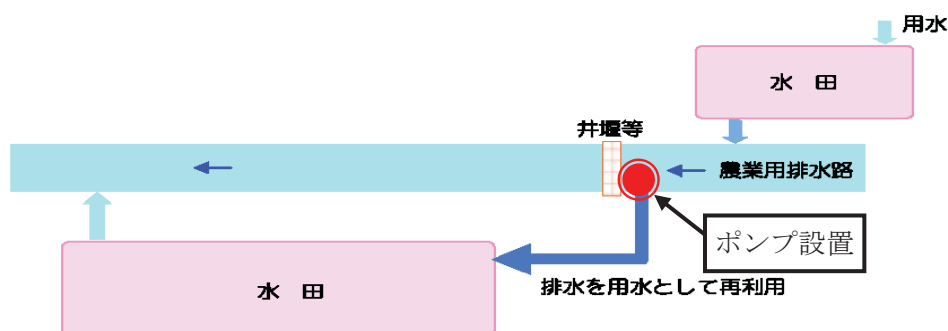 用水
水 田
井堰等
農業用排水路
ポンプ設置
排水を用水として再利用
水 田